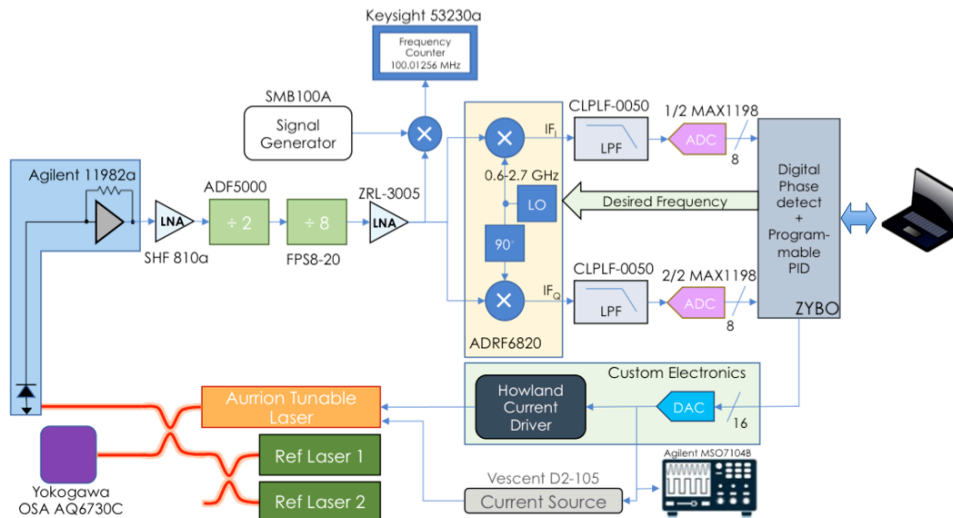 Keysight 53230a
Frequency
Counter
100.01256 MHz
SMB100A
Signal
Generator
CLPLF-0050
1/2 MAX1198
IF_I
LPF
ADC
8
Agilent 11982a
ADF5000
ZRL-3005
0.6-2.7 GHz
Digital
Phase
detect
+
Program-
mable
PID
LNA
÷ 2
÷ 8
LNA
LO
Desired Frequency
SHF 810a
FPS8-20
90°
CLPLF-0050
2/2 MAX1198
IF_Q
LPF
ADC
8
ZYBO
ADRF6820
Custom Electronics
Aurrion Tunable
Laser
Howland
Current
Driver
DAC
16
Ref Laser 1
Agilent MSO7104B
Yokogawa
OSA AQ6730C
Ref Laser 2
Vescent D2-105
Current Source